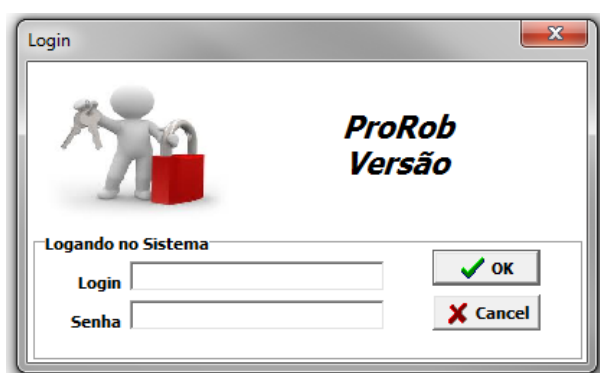 Login
ProRob
Versão
Logando no Sistema
Login
OK
Senha
Cancel